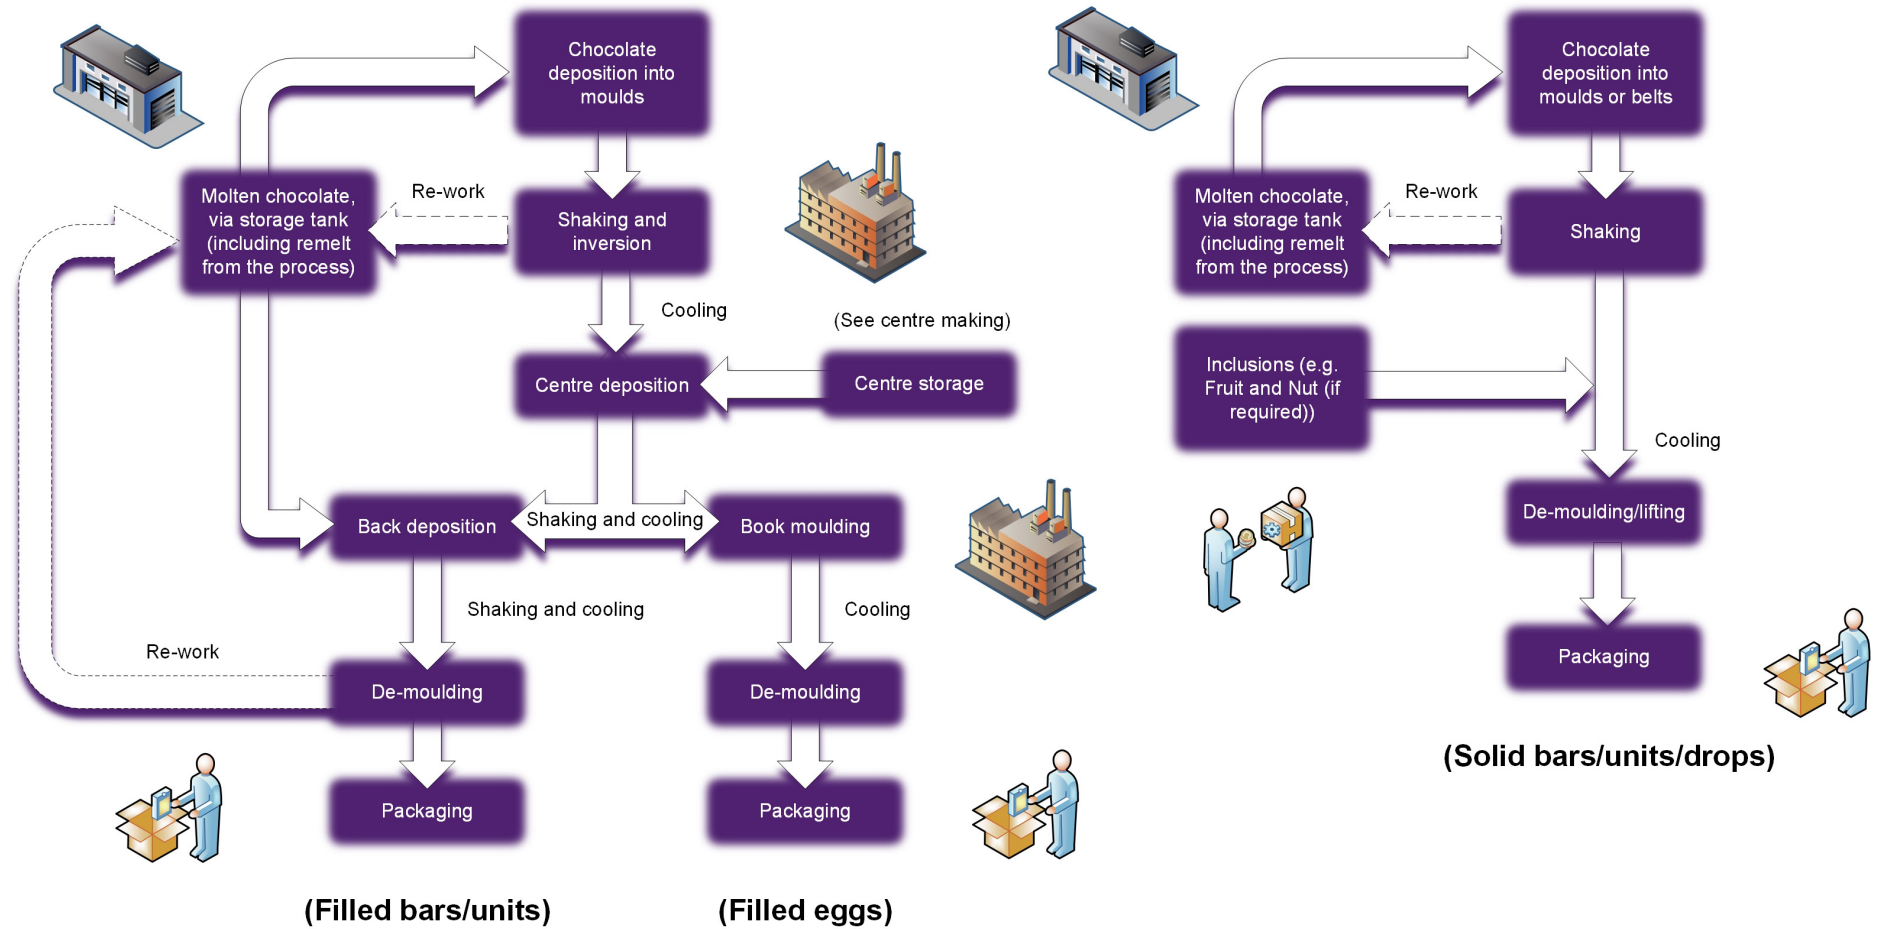 Chocolate
deposition into
moulds
Molten chocolate,
via storage tank
(including remelt
from the process)
Re-work
Shaking and
inversion
Cooling
(See centre making)
Centre deposition
Centre storage
Back deposition
Shaking and cooling
Book moulding
Shaking and cooling
Cooling
Re-work
De-moulding
De-moulding
Packaging
Packaging
(Filled bars/units)
(Filled eggs)
Chocolate
deposition into
moulds or belts
Molten chocolate,
via storage tank
(including remelt
from the process)
Re-work
Shaking
Inclusions (e.g.
Fruit and Nut (if
required))
Cooling
De-moulding/lifting
Packaging
(Solid bars/units/drops)